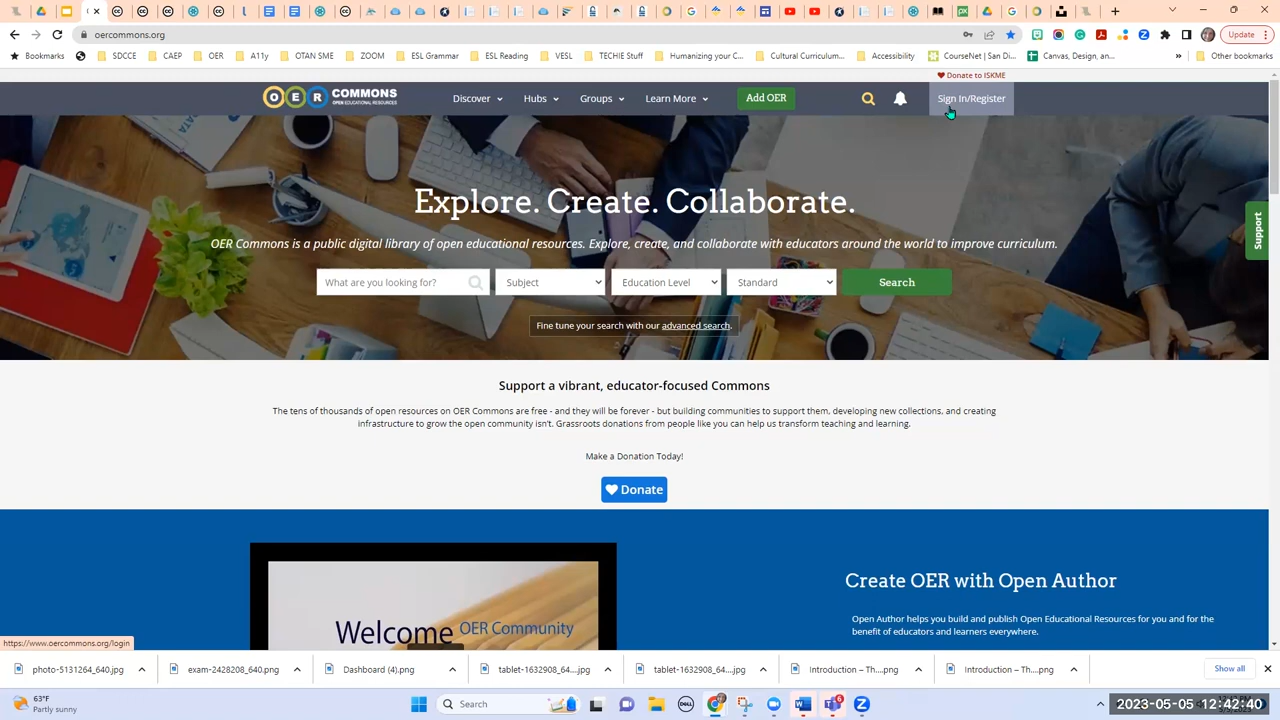 oercommons.org
Update
Bookmarks
SDCCE
CAEP
OER
A11y
OTAN SME
ZOOM
ESL Grammar
ESL Reading
VESL
TECHIE Stuff
Humanizing your C...
Cultural Curriculum...
Accessibility
CourseNet | San Di...
Canvas, Design, an...
»
Other bookmarks
Donate to ISKME
OER COMMONS
OPEN EDUCATIONAL RESOURCES
Discover
Hubs
Groups
Learn More
Add OER
Sign In/Register
Explore. Create. Collaborate.
Support
OER Commons is a public digital library of open educational resources. Explore, create, and collaborate with educators around the world to improve curriculum.
What are you looking for?
Subject
Education Level
Standard
Search
Fine tune your search with our advanced search.
Support a vibrant, educator-focused Commons
The tens of thousands of open resources on OER Commons are free - and they will be forever - but building communities to support them, developing new collections, and creating
infrastructure to grow the open community isn't. Grassroots donations from people like you can help us transform teaching and learning.
Make a Donation Today!
Donate
Create OER with Open Author
Open Author helps you build and publish Open Educational Resources for you and for the
benefit of educators and learners everywhere.
Welcome OER Community
https://www.oercommons.org/login
photo-5131264_640.jpg
exam-2428208_640.png
Dashboard (4).png
tablet-1632908_64....jpg
tablet-1632908_64....jpg
Introduction – Th....png
Introduction – Th....png
Show all
63°F
Partly sunny
Search
DELL
6
2023-05-05 12:42:40